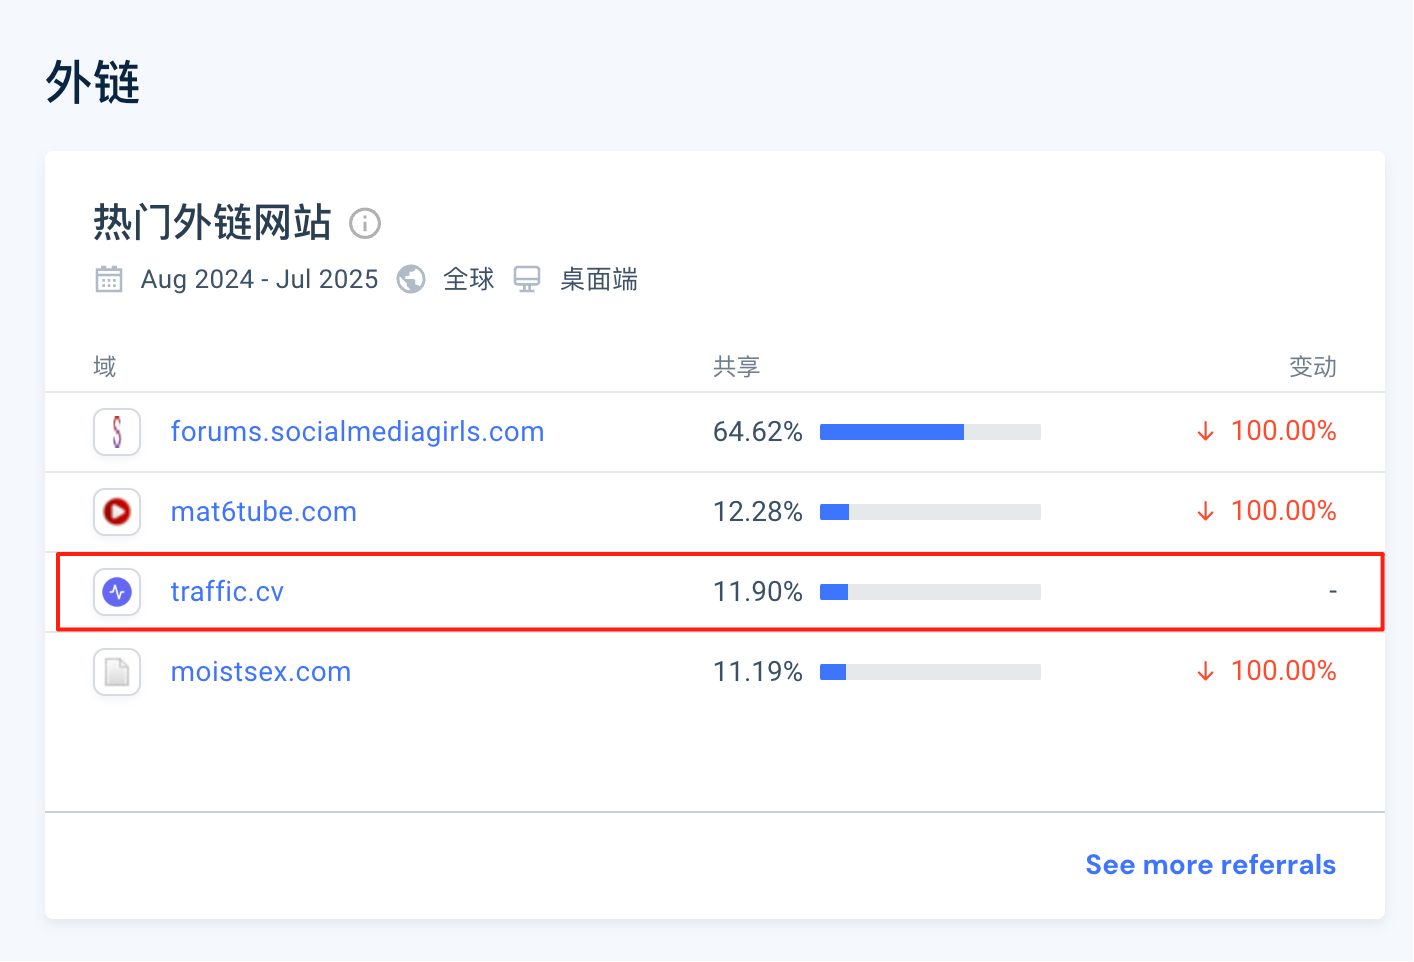 外链
热门外链网站
Aug 2024 - Jul 2025 全球 桌面端
域 共享 变动
forums.socialmediagirls.com 64.62% ↓ 100.00%
mat6tube.com 12.28% ↓ 100.00%
traffic.cv 11.90% -
moistsex.com 11.19% ↓ 100.00%
See more referrals